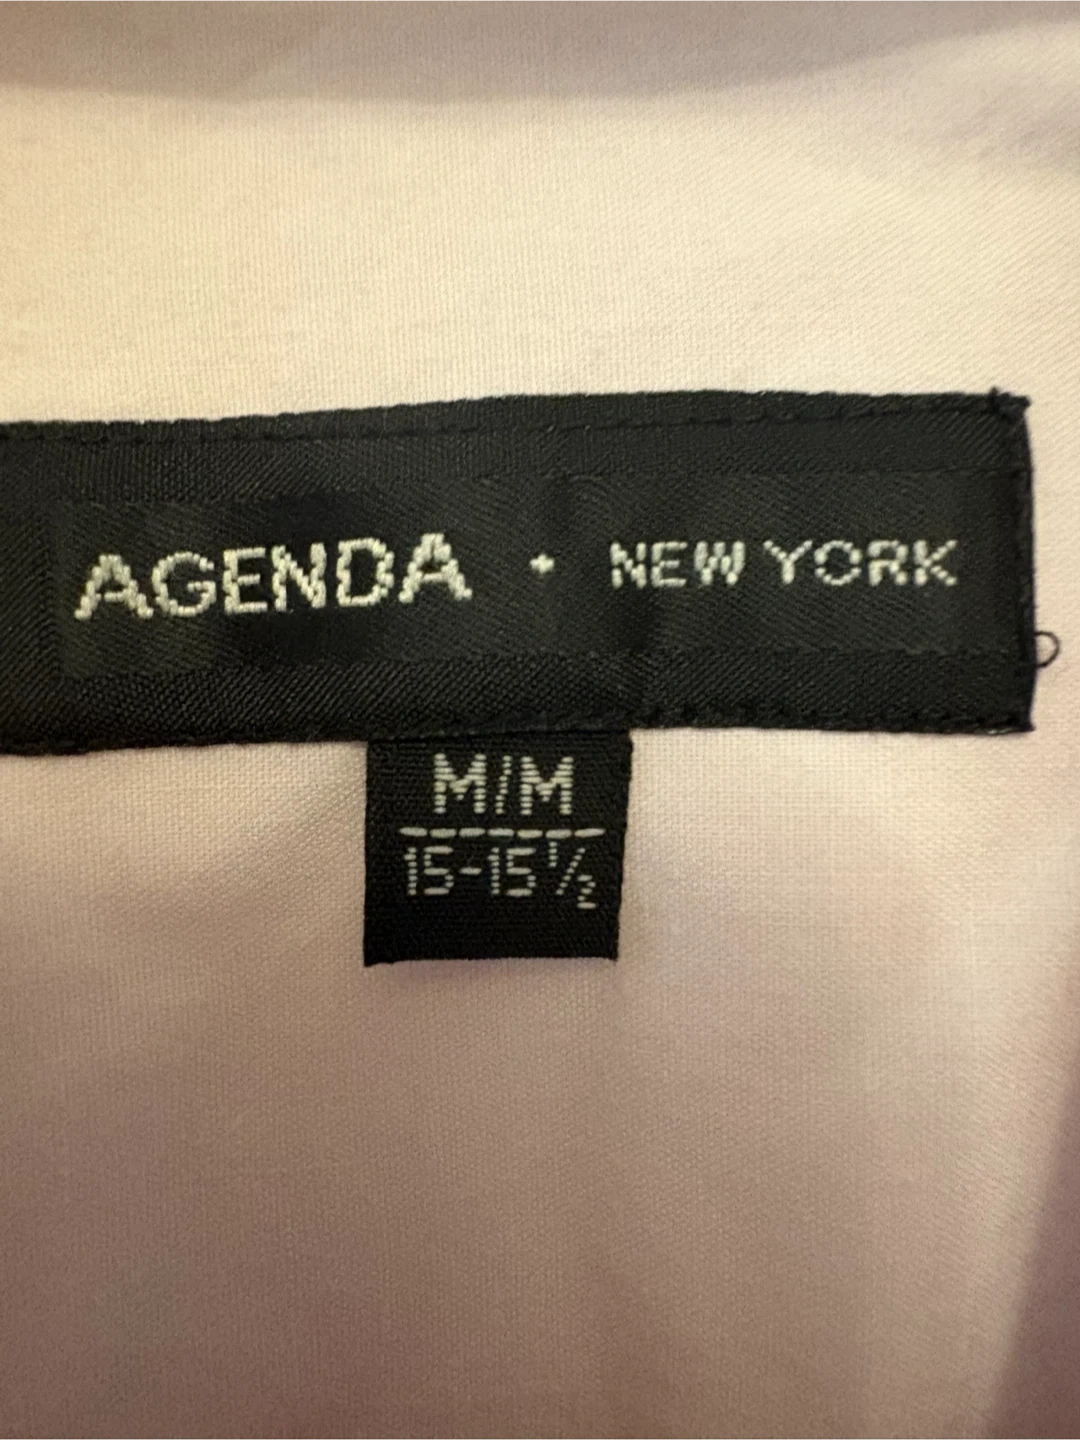 AGENDA • NEW YORK
M/M
15-15½